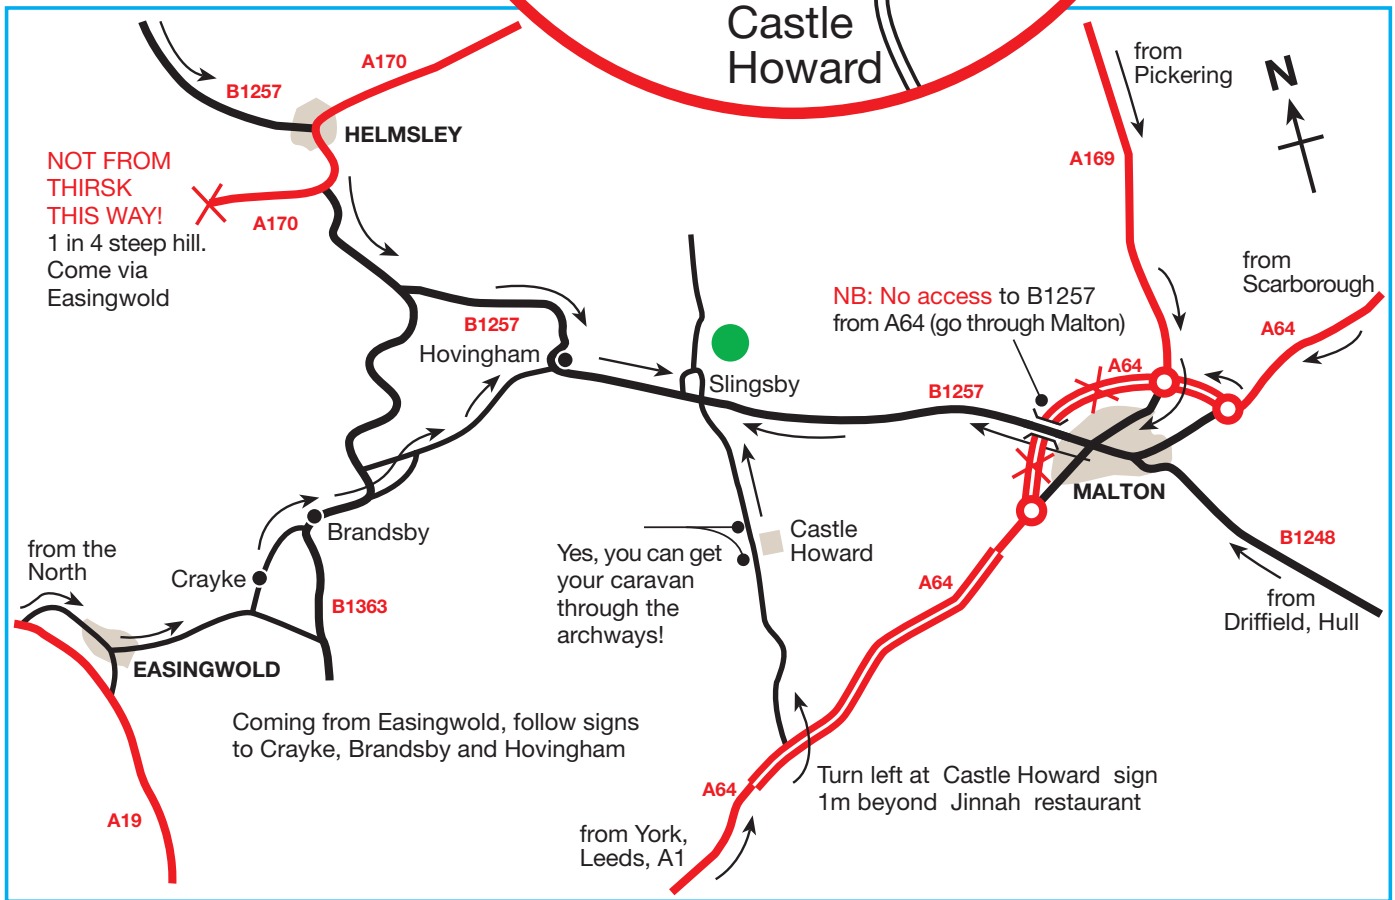 Castle
Howard
B1257
A170
HELMSLEY
NOT FROM
THIRSK
THIS WAY!
1 in 4 steep hill.
Come via
Easingwold
A170
from
Pickering
N
A169
from
Scarborough
A64
NB: No access to B1257
from A64 (go through Malton)
A64
B1257
Hovingham
Slingsby
B1257
MALTON
B1248
from
Driffield, Hull
Brandsby
Crayke
from the
North
B1363
EASINGWOLD
Castle
Howard
Yes, you can get
your caravan
through the
archways!
A64
Coming from Easingwold, follow signs
to Crayke, Brandsby and Hovingham
A19
A64
Turn left at Castle Howard sign
1m beyond Jinnah restaurant
from York,
Leeds, A1